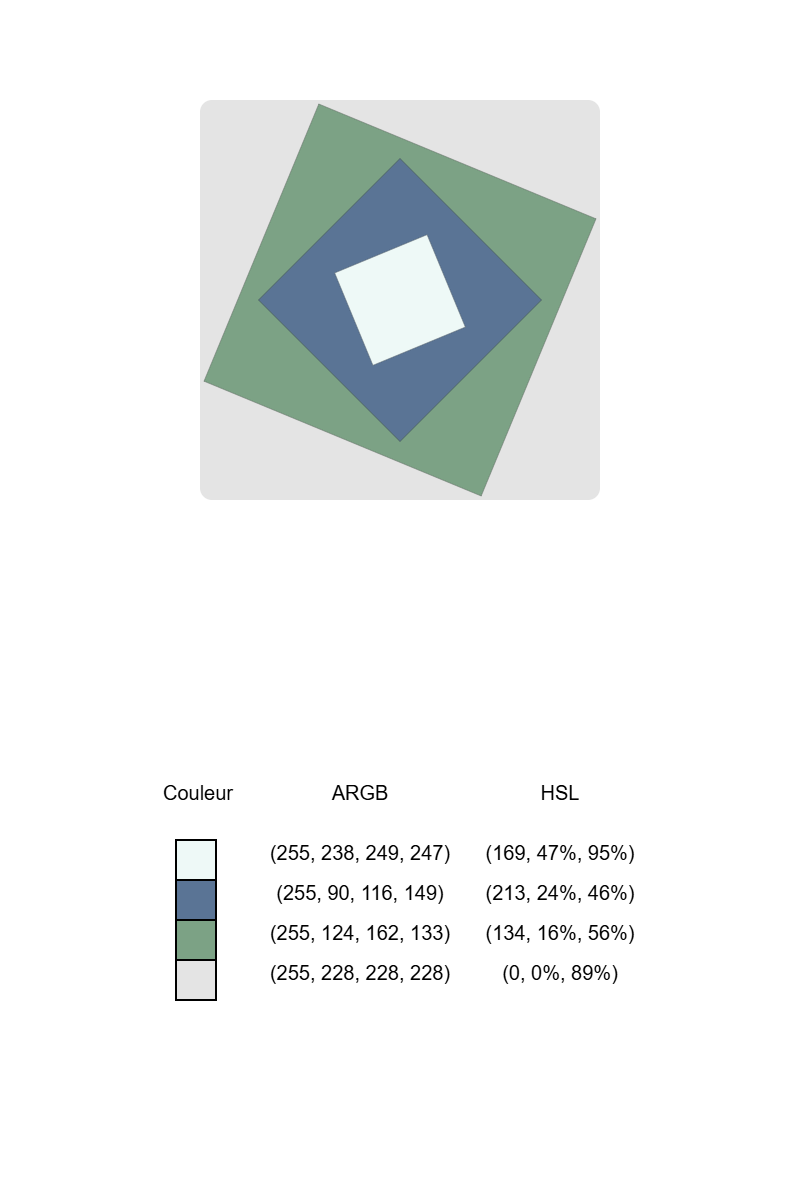 Couleur ARGB HSL
(255, 238, 249, 247) (169, 47%, 95%)
(255, 90, 116, 149) (213, 24%, 46%)
(255, 124, 162, 133) (134, 16%, 56%)
(255, 228, 228, 228) (0, 0%, 89%)